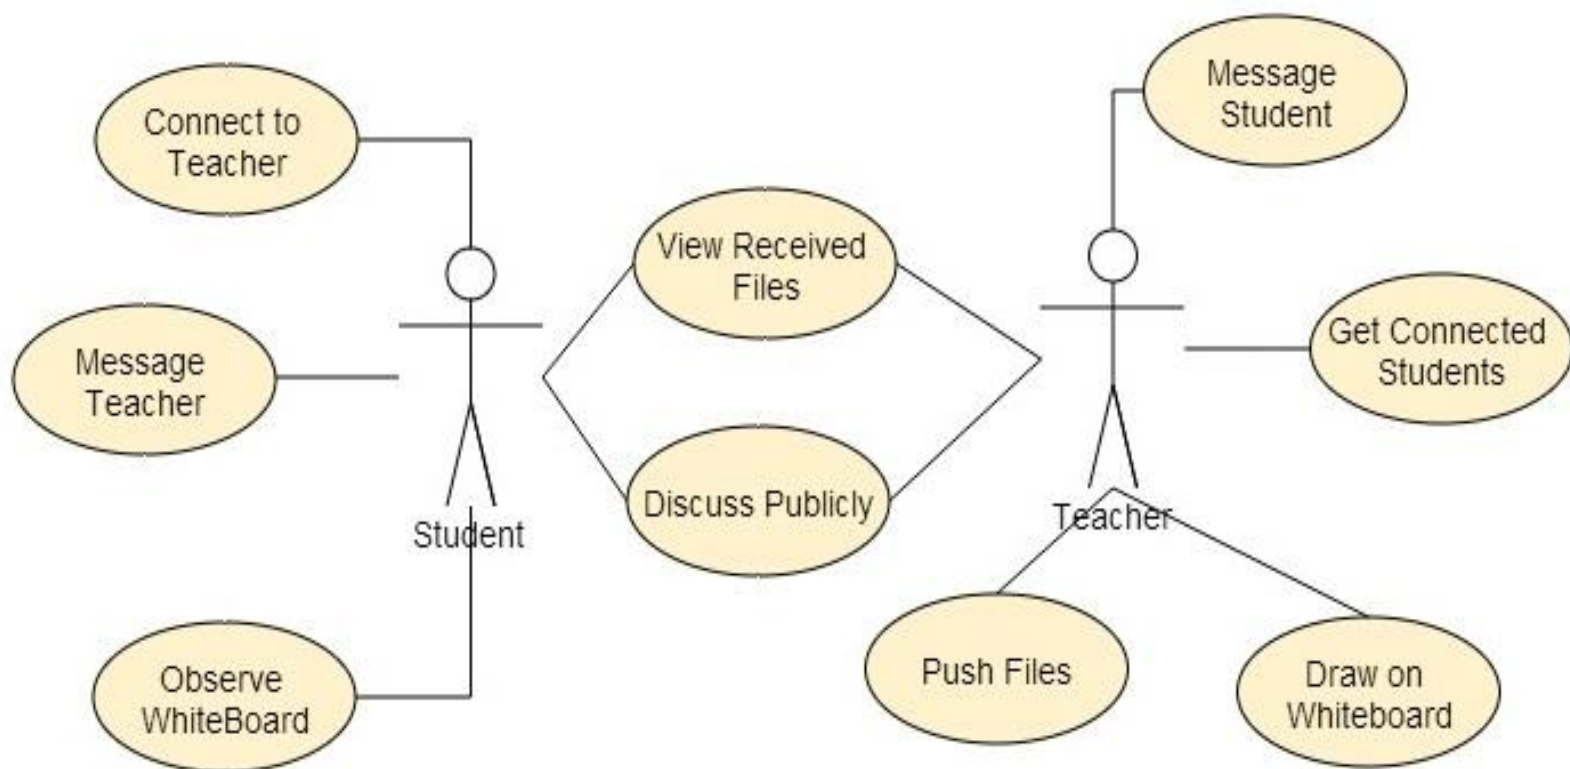 Message
Student
Connect to
Teacher
View Received
Files
Get Connected
Students
Message
Teacher
Discuss Publicly
Student
Teacher
Observe
WhiteBoard
Push Files
Draw on
Whiteboard